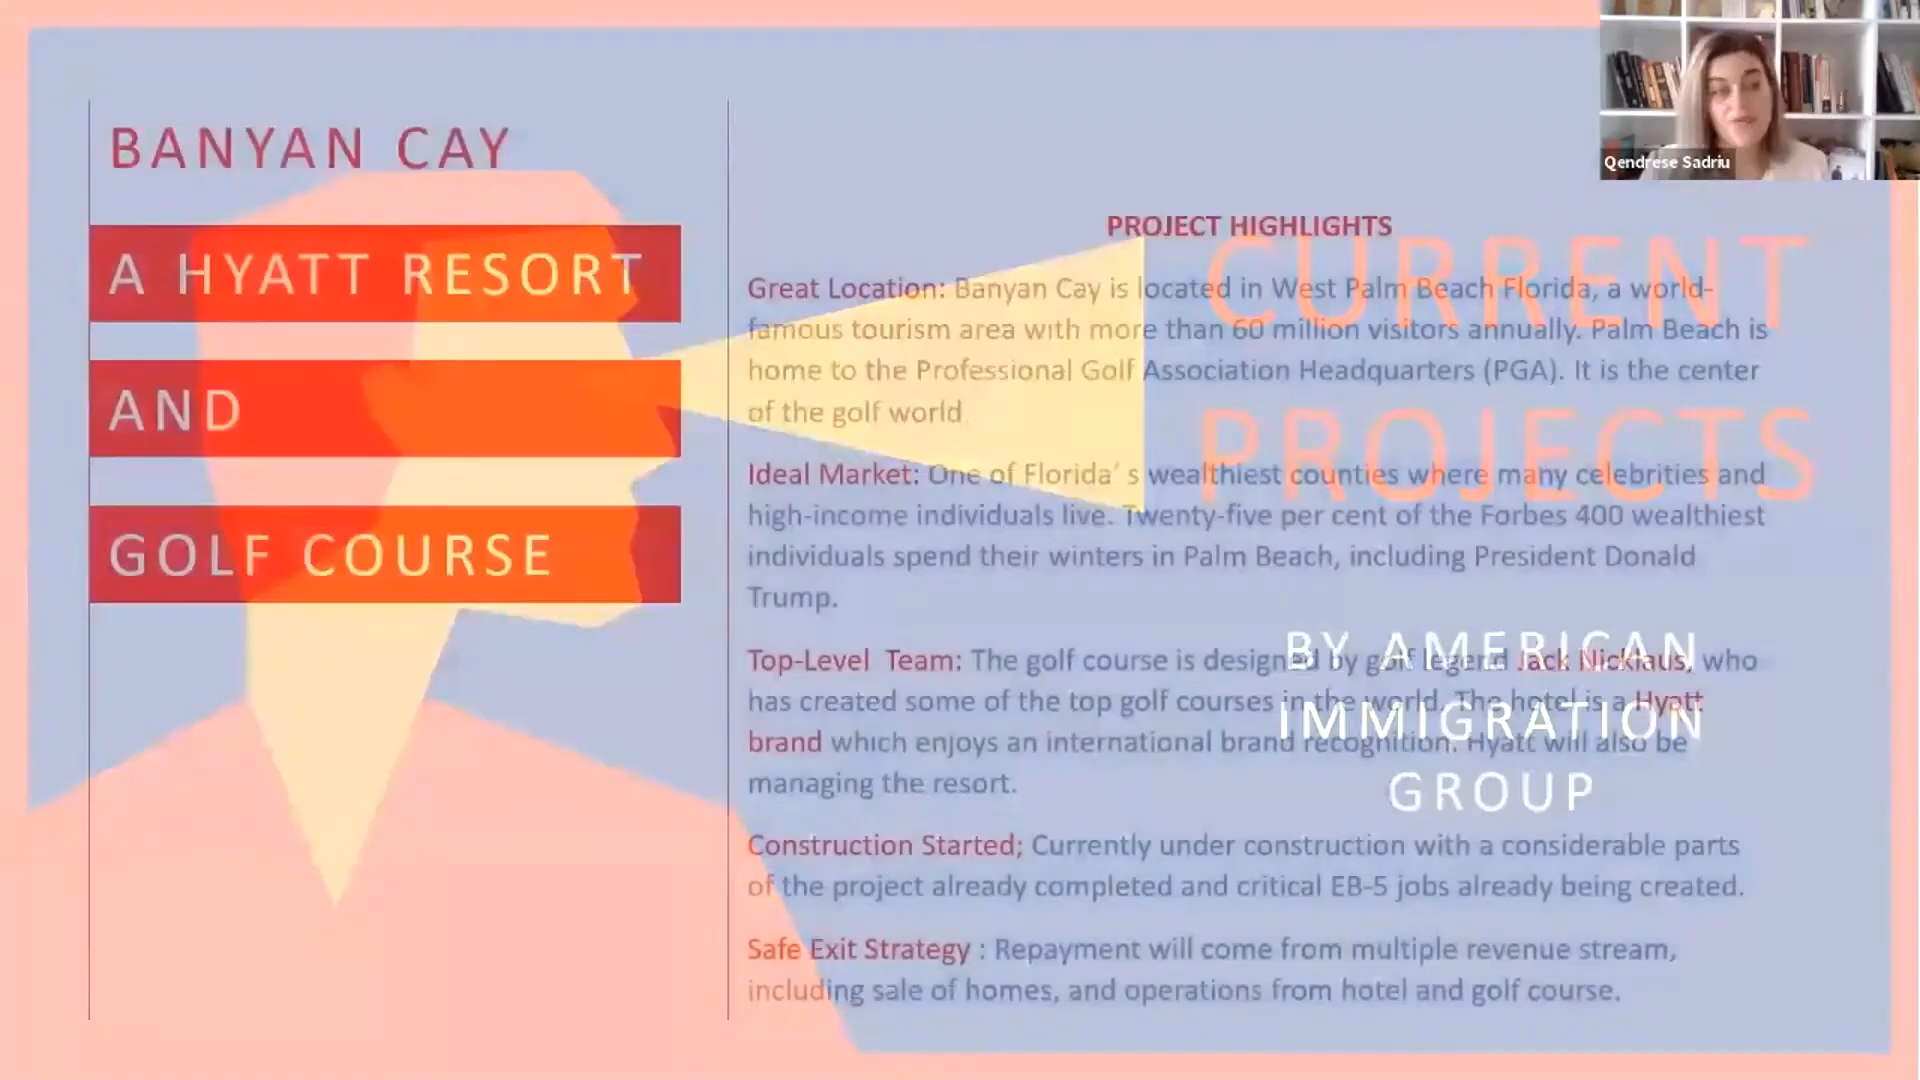 Qendrese Sadriu
BANYAN CAY
A HYATT RESORT
AND
GOLF COURSE
PROJECT HIGHLIGHTS
Great Location: Banyan Cay is located in West Palm Beach Florida, a world-
famous tourism area with more than 60 million visitors annually. Palm Beach is
home to the Professional Golf Association Headquarters (PGA). It is the center
of the golf world.
Ideal Market: One of Florida' s wealthiest counties where many celebrities and
high-income individuals live. Twenty-five per cent of the Forbes 400 wealthiest
individuals spend their winters in Palm Beach, including President Donald
Trump.
Top-Level Team: The golf course is designed by golf legend Jack Nicklaus, who
has created some of the top golf courses in the world. The hotel is a Hyatt
brand which enjoys an international brand recognition. Hyatt will also be
managing the resort.
Construction Started; Currently under construction with a considerable parts
of the project already completed and critical EB-5 jobs already being created.
Safe Exit Strategy : Repayment will come from multiple revenue stream,
including sale of homes, and operations from hotel and golf course.
CURRENT
PROJECTS
BY AMERICAN
IMMIGRATION
GROUP